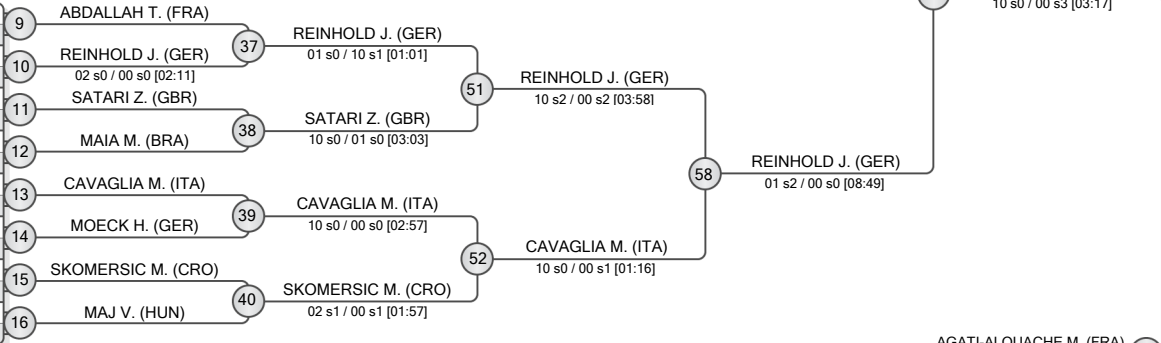 10 s0 / 00 s3 [03:17]
9
ABDALLAH T. (FRA)
37
REINHOLD J. (GER)
01 s0 / 10 s1 [01:01]
10
REINHOLD J. (GER)
02 s0 / 00 s0 [02:11]
51
REINHOLD J. (GER)
10 s2 / 00 s2 [03:58]
11
SATARI Z. (GBR)
38
SATARI Z. (GBR)
10 s0 / 01 s0 [03:03]
12
MAIA M. (BRA)
58
REINHOLD J. (GER)
01 s2 / 00 s0 [08:49]
13
CAVAGLIA M. (ITA)
39
CAVAGLIA M. (ITA)
10 s0 / 00 s0 [02:57]
14
MOECK H. (GER)
52
CAVAGLIA M. (ITA)
10 s0 / 00 s1 [01:16]
15
SKOMERSIC M. (CRO)
40
SKOMERSIC M. (CRO)
02 s1 / 00 s1 [01:57]
16
MAJ V. (HUN)
AGATI-ALOUACHE M. (FRA)